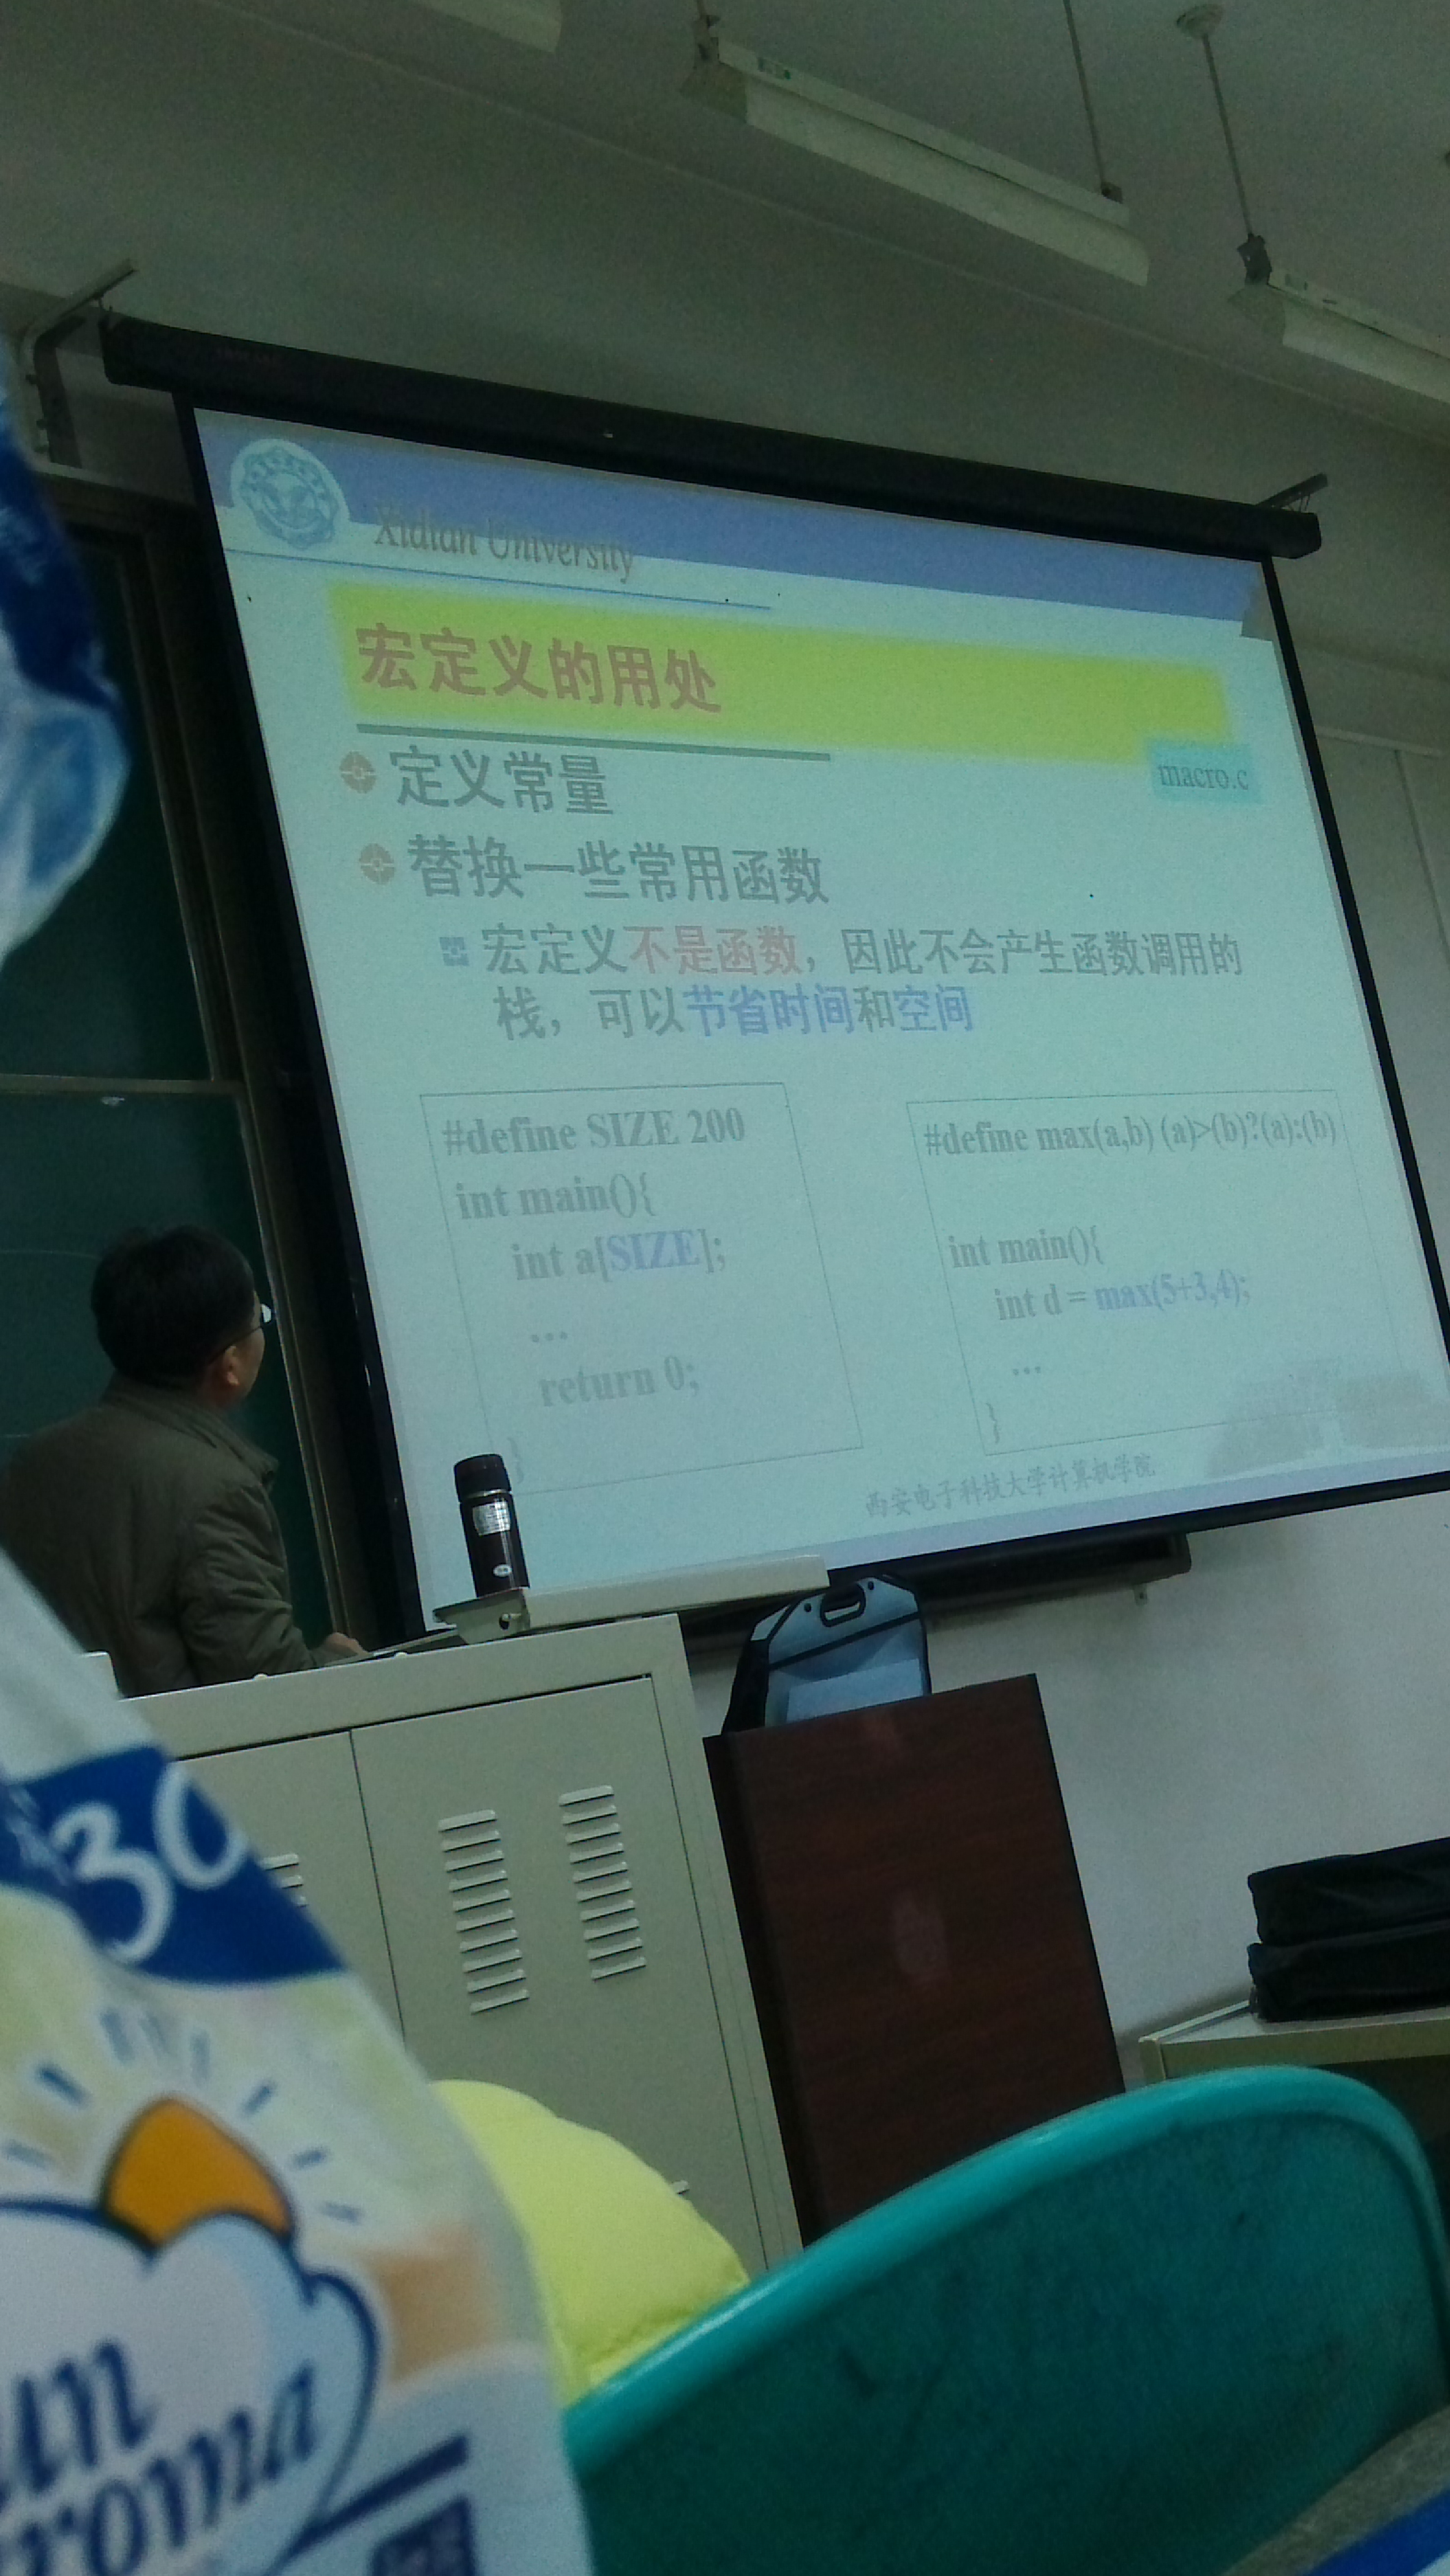 Xidian University
宏定义的用处
macro.c
定义常量
替换一些常用函数
宏定义不是函数，因此不会产生函数调用的
栈，可以节省时间和空间
#define SIZE 200
int main(){
int a[SIZE];
...
return 0;
}
#define max(a,b) (a)>(b)?(a):(b)
int main(){
int d = max(5+3,4);
...
}
西安电子科技大学计算机学院
30